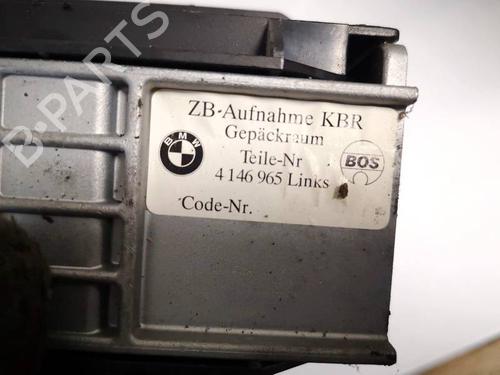 B-PARTS
ZB-Aufnahme KBR
Gepäckraum
BMW
Teile-Nr
BOS
4 146 965 Links
Code-Nr.